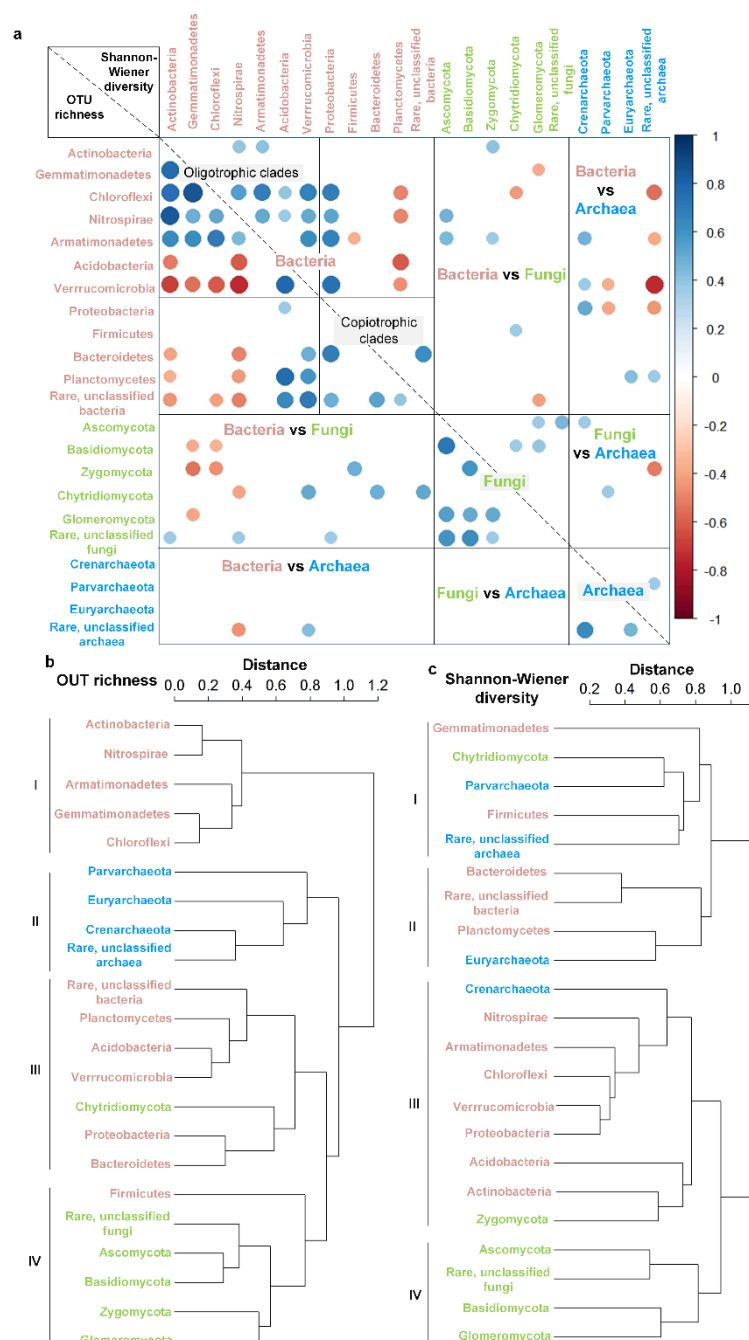 a
Shannon-
Wiener
diversity
OTU
richness
Actinobacteria
Gemmatimonadetes
Chloroflexi
Nitrospirae
Armatimonadetes
Acidobacteria
Verrrucomicrobia
Proteobacteria
Firmicutes
Bacteroidetes
Planctomycetes
Rare, unclassified
bacteria
Ascomycota
Basidiomycota
Zygomycota
Chytridiomycota
Glomeromycota
Rare, unclassified
fungi
Crenarchaeota
Parvarchaeota
Euryarchaeota
Rare, unclassified
archaea
Actinobacteria
Gemmatimonadetes
Chloroflexi
Nitrospirae
Armatimonadetes
Acidobacteria
Verrrucomicrobia
Proteobacteria
Firmicutes
Bacteroidetes
Planctomycetes
Rare, unclassified
bacteria
Ascomycota
Basidiomycota
Zygomycota
Chytridiomycota
Glomeromycota
Rare, unclassified
fungi
Crenarchaeota
Parvarchaeota
Euryarchaeota
Rare, unclassified
archaea
Oligotrophic clades
Bacteria
Copiotrophic
clades
Bacteria vs Fungi
Bacteria
vs
Archaea
Bacteria vs Fungi
Fungi
Fungi
vs Archaea
Bacteria vs Archaea
Fungi vs Archaea
Archaea
1
0.8
0.6
0.4
0.2
0
-0.2
-0.4
-0.6
-0.8
-1
b
Distance
OUT richness
0.0 0.2 0.4 0.6 0.8 1.0 1.2
I
Actinobacteria
Nitrospirae
Armatimonadetes
Gemmatimonadetes
Chloroflexi
II
Parvarchaeota
Euryarchaeota
Crenarchaeota
Rare, unclassified
archaea
III
Rare, unclassified
bacteria
Planctomycetes
Acidobacteria
Verrrucomicrobia
Chytridiomycota
Proteobacteria
Bacteroidetes
IV
Firmicutes
Rare, unclassified
fungi
Ascomycota
Basidiomycota
Zygomycota
Glomeromycota
c
Distance
Shannon-Wiener
diversity
0.2 0.4 0.6 0.8 1.0
I
Gemmatimonadetes
Chytridiomycota
Parvarchaeota
Firmicutes
Rare, unclassified
archaea
II
Bacteroidetes
Rare, unclassified
bacteria
Planctomycetes
Euryarchaeota
III
Crenarchaeota
Nitrospirae
Armatimonadetes
Chloroflexi
Verrrucomicrobia
Proteobacteria
Acidobacteria
Actinobacteria
Zygomycota
IV
Ascomycota
Rare, unclassified
fungi
Basidiomycota
Glomeromycota